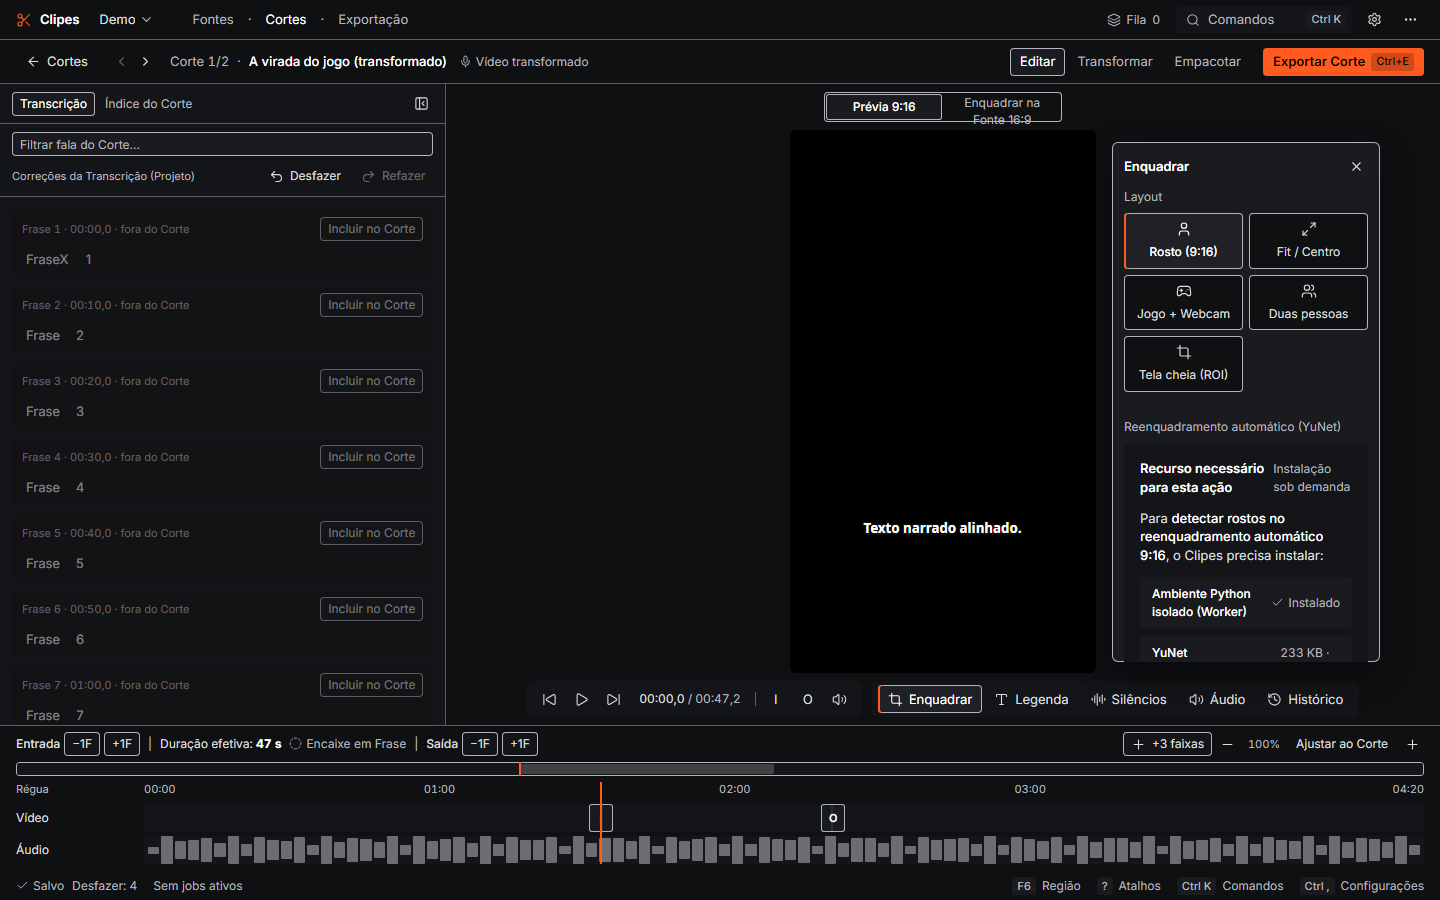 Clipes Demo Fontes · Cortes · Exportação Fila 0 Comandos Ctrl K
Cortes Corte 1/2 · A virada do jogo (transformado) Vídeo transformado Editar Transformar Empacotar Exportar Corte Ctrl+E
Transcrição Índice do Corte
Filtrar fala do Corte...
Correções da Transcrição (Projeto) Desfazer Refazer
Frase 1 · 00:00,0 · fora do Corte Incluir no Corte
FraseX 1
Frase 2 · 00:10,0 · fora do Corte Incluir no Corte
Frase 2
Frase 3 · 00:20,0 · fora do Corte Incluir no Corte
Frase 3
Frase 4 · 00:30,0 · fora do Corte Incluir no Corte
Frase 4
Frase 5 · 00:40,0 · fora do Corte Incluir no Corte
Frase 5
Frase 6 · 00:50,0 · fora do Corte Incluir no Corte
Frase 6
Frase 7 · 01:00,0 · fora do Corte Incluir no Corte
Frase 7
Prévia 9:16
Enquadrar na
Fonte 16:9
Texto narrado alinhado.
Enquadrar
Layout
Rosto (9:16) Fit / Centro
Jogo + Webcam Duas pessoas
Tela cheia (ROI)
Reenquadramento automático (YuNet)
Recurso necessário
para esta ação
Instalação
sob demanda
Para detectar rostos no
reenquadramento automático
9:16, o Clipes precisa instalar:
Ambiente Python
isolado (Worker)
Instalado
YuNet 233 KB ·
00:00,0 / 00:47,2 I O Enquadrar Legenda Silêncios Áudio Histórico
Entrada −1F +1F Duração efetiva: 47 s Encaixe em Frase Saída −1F +1F +3 faixas 100% Ajustar ao Corte
Régua 00:00 01:00 02:00 03:00 04:20
Vídeo O
Áudio
Salvo Desfazer: 4 Sem jobs ativos F6 Região ? Atalhos Ctrl K Comandos Ctrl , Configurações